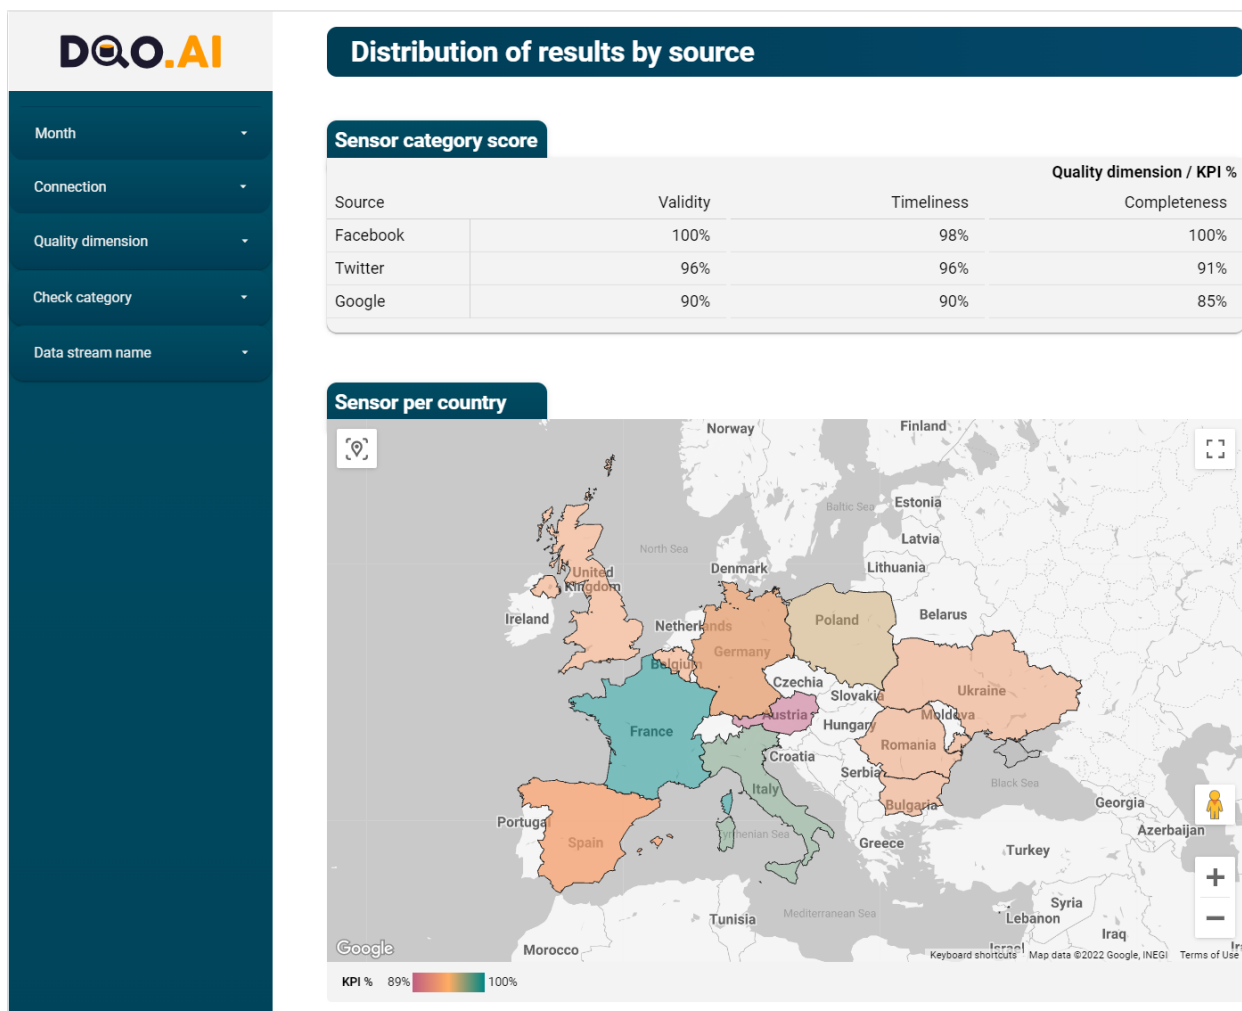 DQO.AI
Distribution of results by source
Month
Connection
Quality dimension
Check category
Data stream name
Sensor category score
Quality dimension / KPI %
Source Validity Timeliness Completeness
Facebook 100% 98% 100%
Twitter 96% 96% 91%
Google 90% 90% 85%
Sensor per country
Norway
Finland
Estonia
Baltic Sea
Latvia
North Sea
Denmark
Lithuania
United
Kingdom
Ireland
Netherlands
Poland
Belarus
Belgium
Germany
Czechia
Slovakia
Ukraine
Austria
Hungary
Moldova
France
Romania
Croatia
Serbia
Italy
Black Sea
Bulgaria
Georgia
Portugal
Spain
Tyrrhenian Sea
Greece
Turkey
Azerbaijan
Syria
Tunisia
Mediterranean Sea
Lebanon
Iraq
Israel
Morocco
Google
Keyboard shortcuts Map data ©2022 Google, INEGI Terms of Use
KPI % 89% 100%